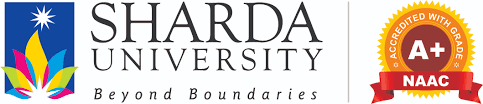 SHARDA
UNIVERSITY
Beyond Boundaries
ACCREDITED WITH GRADE
A+
NAAC